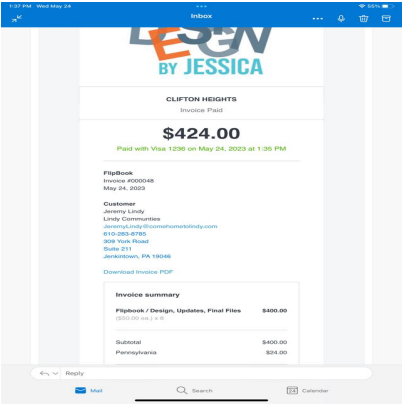 1:37 PM Wed May 24
55%
Inbox
DESIGN
BY JESSICA
CLIFTON HEIGHTS
Invoice Paid
$424.00
Paid with Visa 1236 on May 24, 2023 at 1:35 PM
FlipBook
Invoice #000048
May 24, 2023
Customer
Jeremy Lindy
Lindy Communties
JeremyLindy@comehometolindy.com
610-283-8785
309 York Road
Suite 211
Jenkintown, PA 19046
Download Invoice PDF
Invoice summary
Flipbook / Design, Updates, Final Files $400.00
($50.00 ea.) x 8
Subtotal $400.00
Pennsylvania $24.00
Reply
Mail Search 24 Calendar